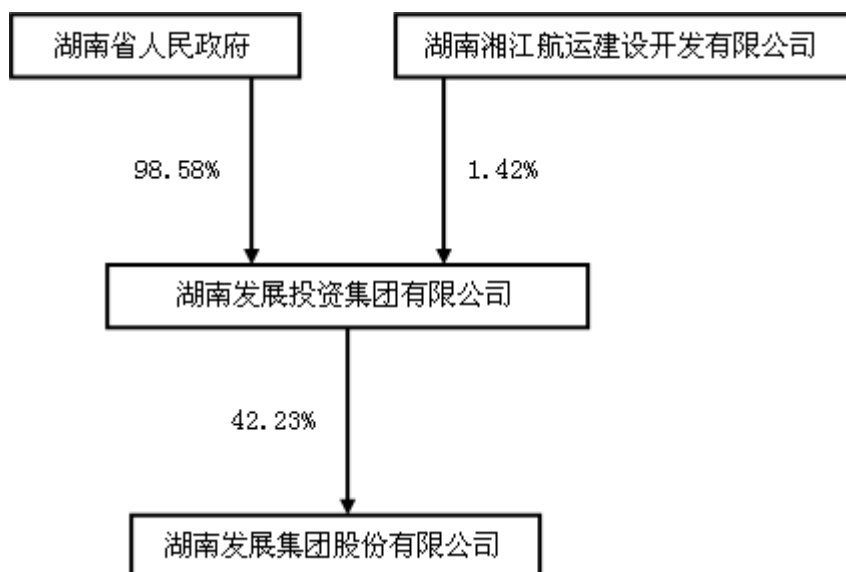 湖南省人民政府
湖南湘江航运建设开发有限公司
98.58%
1.42%
湖南发展投资集团有限公司
42.23%
湖南发展集团股份有限公司